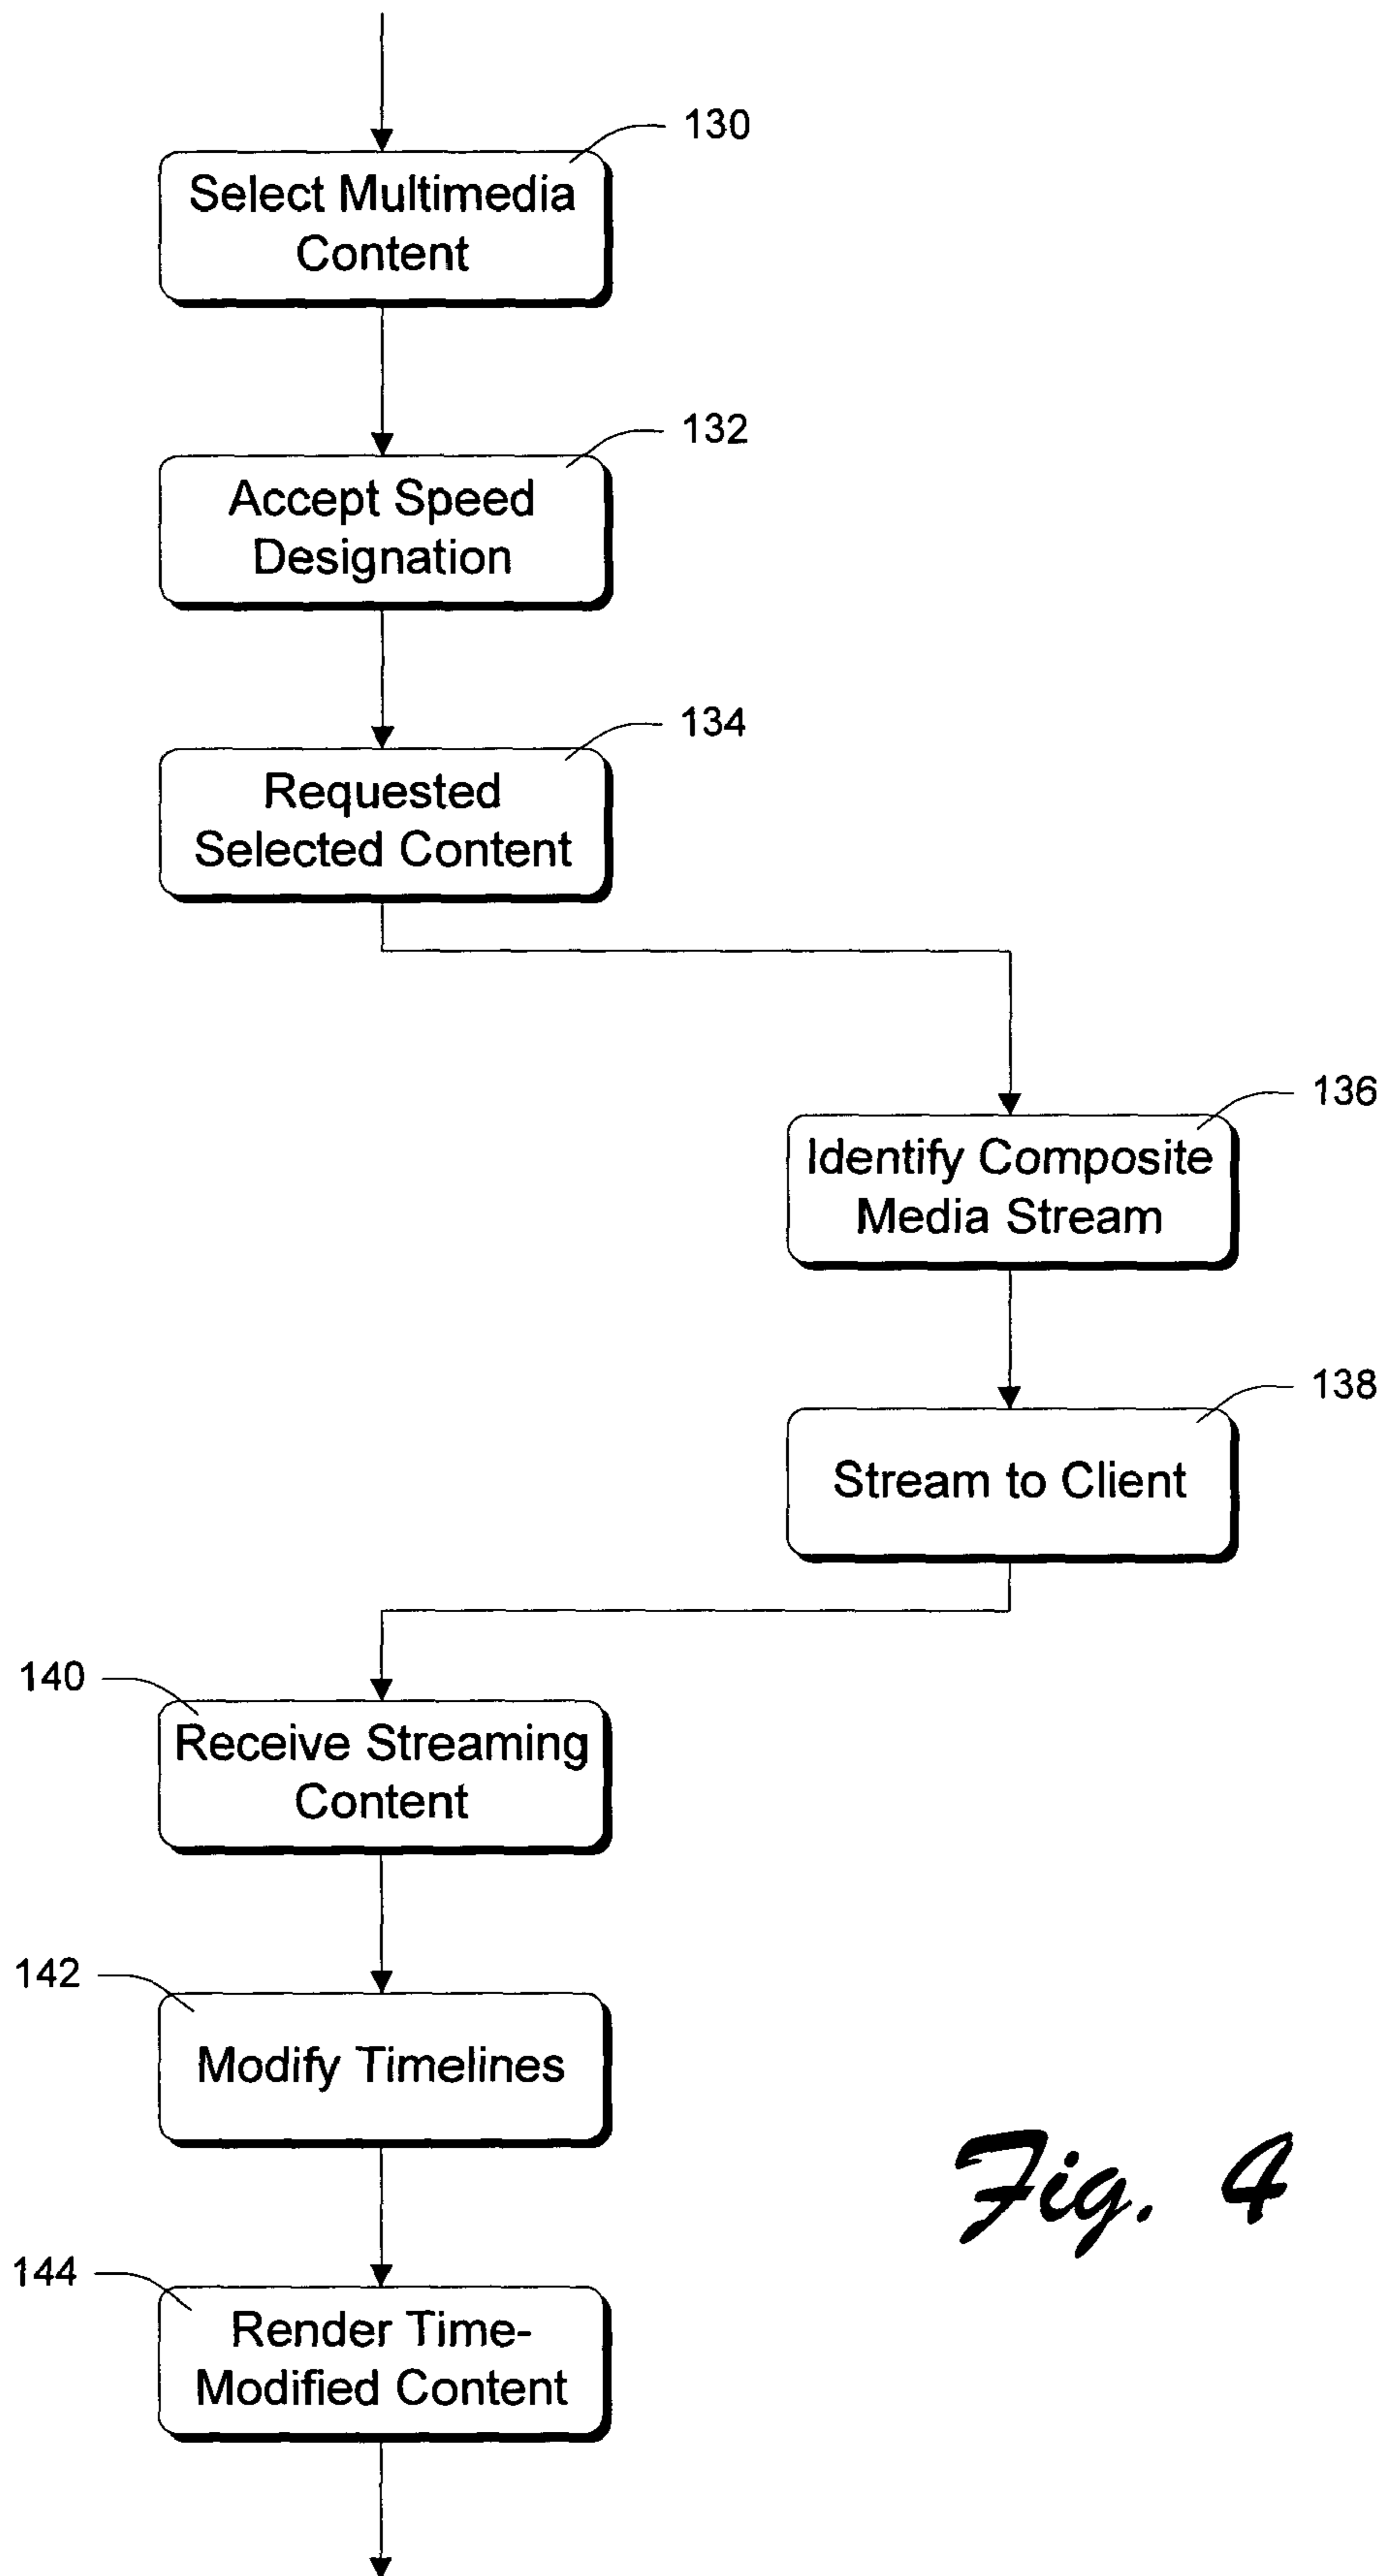 130
Select Multimedia
Content
132
Accept Speed
Designation
134
Requested
Selected Content
136
Identify Composite
Media Stream
138
Stream to Client
140
Receive Streaming
Content
142
Modify Timelines
144
Render Time-
Modified Content
Fig. 4